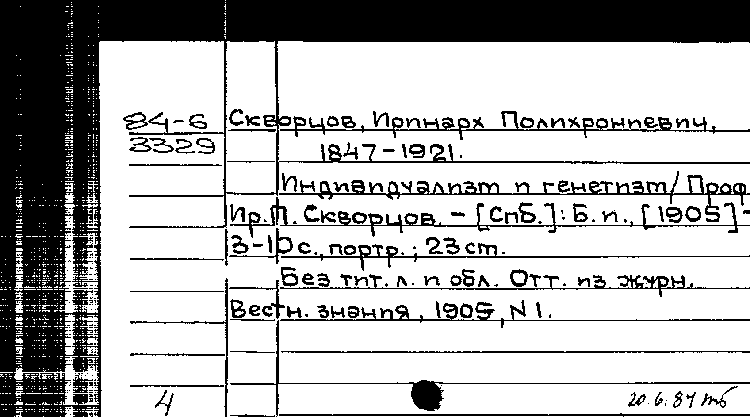 84-6
3329
Скворцов, Иринарх Полихрониевич,
1847-1921.
Индивидуализм и генетизм / Проф
Ир. П. Скворцов. - [Спб.]: Б. и., [1905] -
3-10 с., портр.; 23 см.
Без тит. л. и обл. Отт. из журн.
Вестн. знания, 1905, N 1.
4
20.6.84